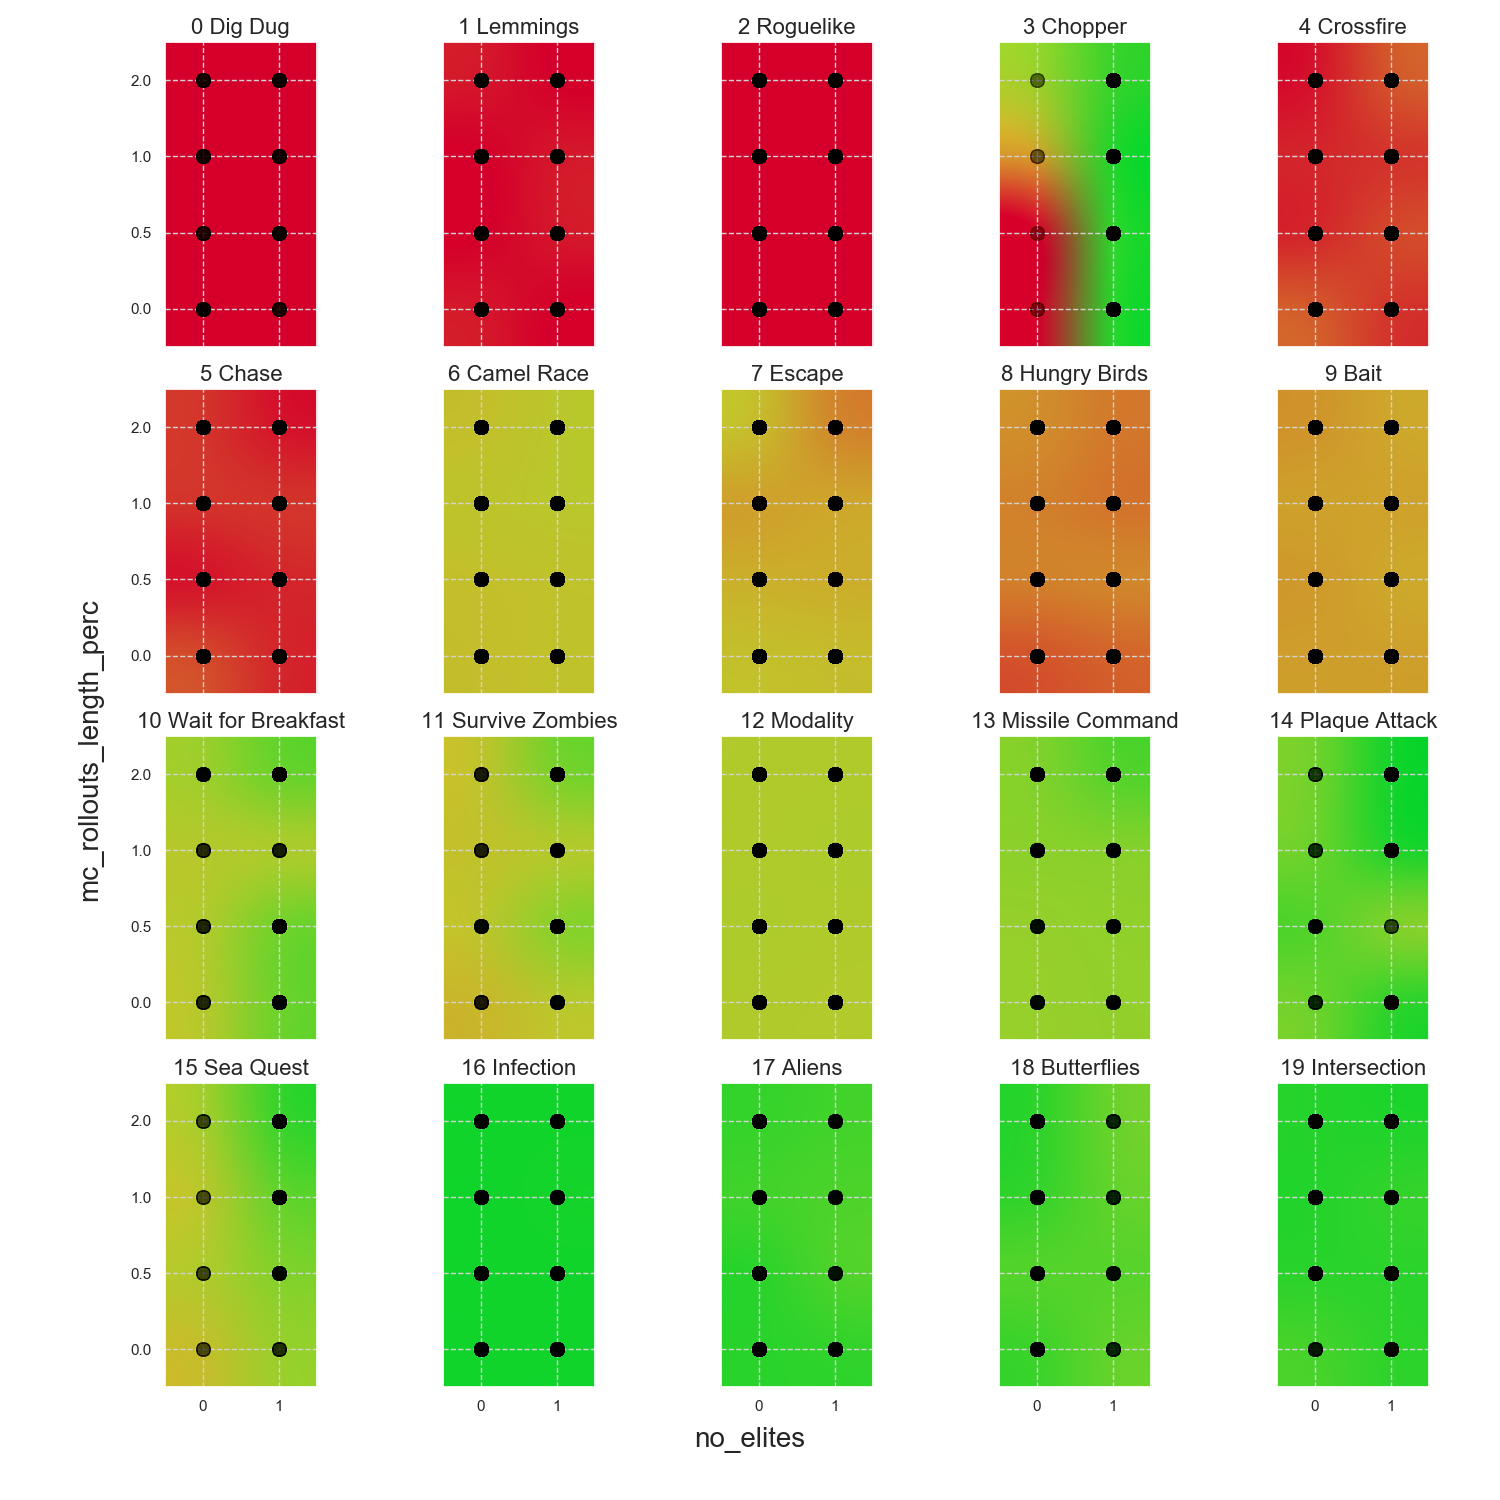 0 Dig Dug
1 Lemmings
2 Roguelike
3 Chopper
4 Crossfire
2.0
1.0
0.5
0.0
5 Chase
6 Camel Race
7 Escape
8 Hungry Birds
9 Bait
2.0
1.0
0.5
0.0
mc_rollouts_length_perc
10 Wait for Breakfast
11 Survive Zombies
12 Modality
13 Missile Command
14 Plaque Attack
2.0
1.0
0.5
0.0
15 Sea Quest
16 Infection
17 Aliens
18 Butterflies
19 Intersection
2.0
1.0
0.5
0.0
0 1 0 1 0 1 0 1 0 1
no_elites